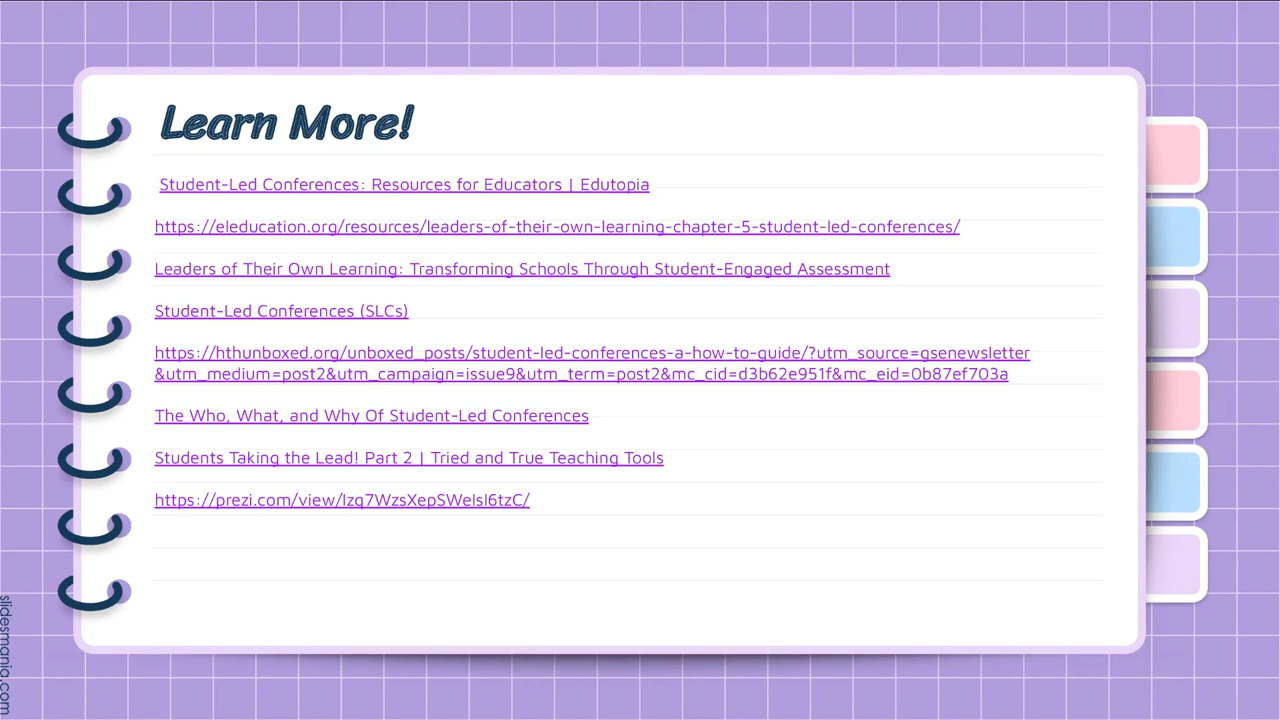 Learn More!
Student-Led Conferences: Resources for Educators | Edutopia
https://eleducation.org/resources/leaders-of-their-own-learning-chapter-5-student-led-conferences/
Leaders of Their Own Learning: Transforming Schools Through Student-Engaged Assessment
Student-Led Conferences (SLCs)
https://hthunboxed.org/unboxed_posts/student-led-conferences-a-how-to-guide/?utm_source=gsenewsletter
&utm_medium=post2&utm_campaign=issue9&utm_term=post2&mc_cid=d3b62e951f&mc_eid=0b87ef703a
The Who, What, and Why Of Student-Led Conferences
Students Taking the Lead! Part 2 | Tried and True Teaching Tools
https://prezi.com/view/lzq7WzsXepSWeIsl6tzC/
slidesmania.com